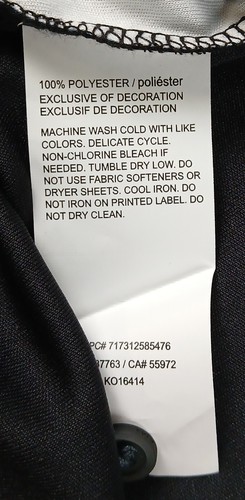 100% POLYESTER / poliéster
EXCLUSIVE OF DECORATION
EXCLUSIF DE DECORATION
MACHINE WASH COLD WITH LIKE
COLORS. DELICATE CYCLE.
NON-CHLORINE BLEACH IF
NEEDED. TUMBLE DRY LOW. DO
NOT USE FABRIC SOFTENERS OR
DRYER SHEETS. COOL IRON. DO
NOT IRON ON PRINTED LABEL. DO
NOT DRY CLEAN.
PC# 717312585476
7763 / CA# 55972
KO16414